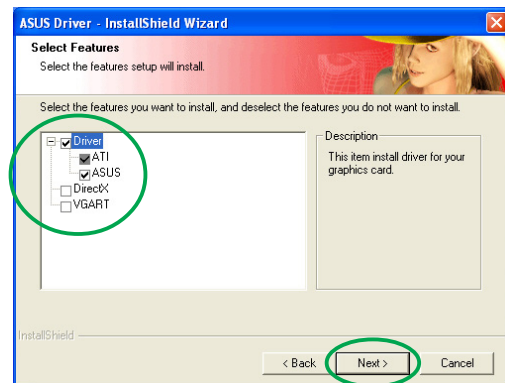 ASUS Driver - InstallShield Wizard
Select Features
Select the features setup will install.
Select the features you want to install, and deselect the features you do not want to install.
Driver
ATI
ASUS
DirectX
VGART
Description
This item install driver for your
graphics card.
InstallShield
< Back
Next >
Cancel